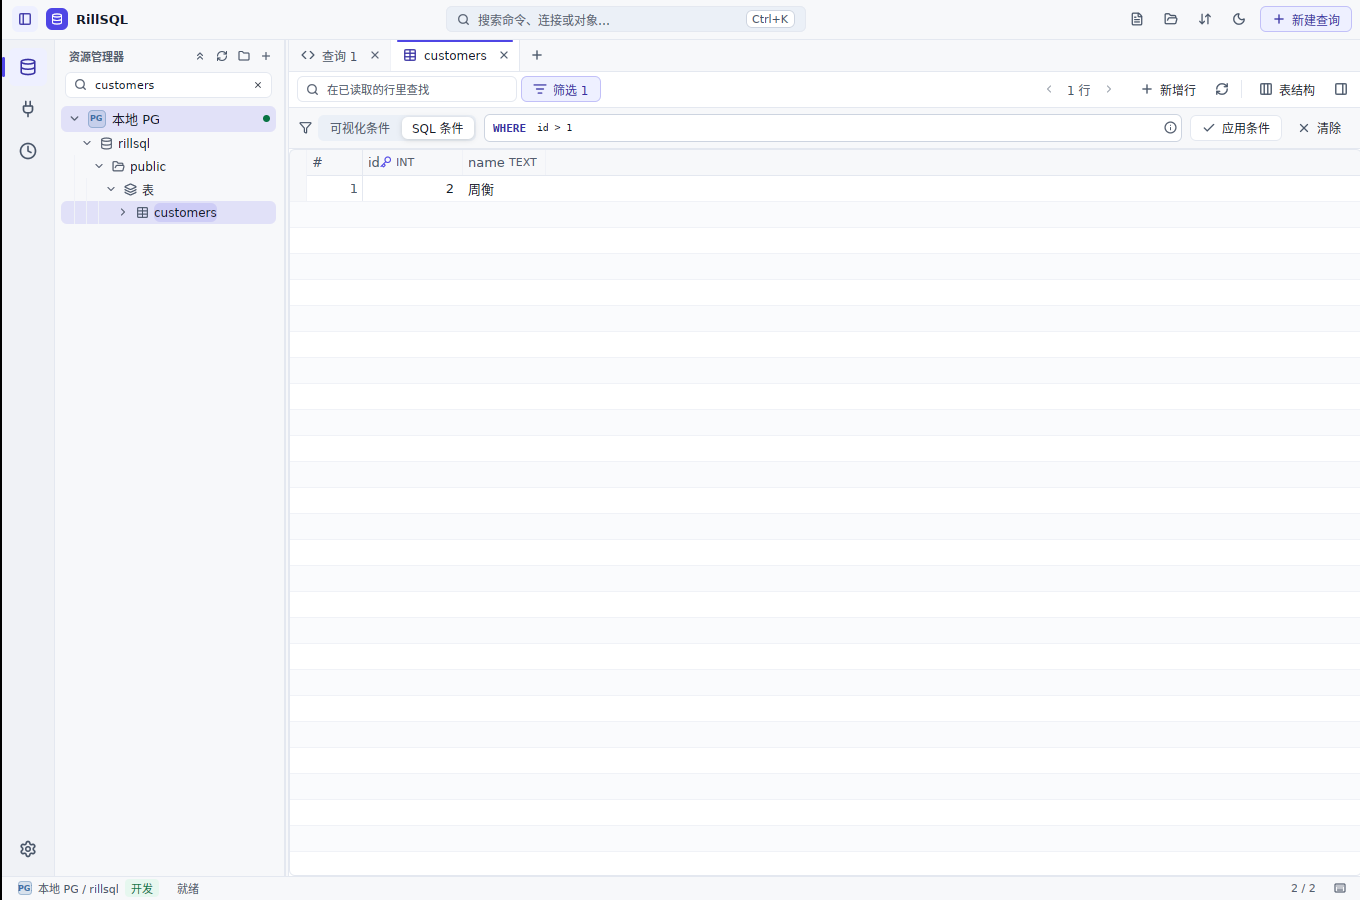 RillSQL
搜索命令、连接或对象…
Ctrl+K
新建查询
资源管理器
customers
PG 本地 PG
rillsql
public
表
customers
查询 1
customers
在已读取的行里查找
筛选 1
1 行
新增行
表结构
可视化条件
SQL 条件
WHERE id > 1
应用条件
清除
# id INT name TEXT
1 2 周衡
PG 本地 PG / rillsql 开发 就绪
2 / 2